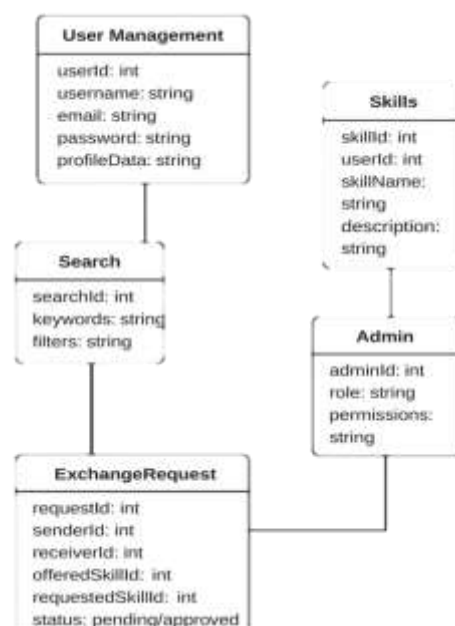 User Management
userId: int
username: string
email: string
password: string
profileData: string
Skills
skillId: int
userId: int
skillName:
string
description:
string
Search
searchId: int
keywords: string
filters: string
Admin
adminId: int
role: string
permissions:
string
ExchangeRequest
requestId: int
senderId: int
receiverId: int
offeredSkillId: int
requestedSkillId: int
status: pending/approved